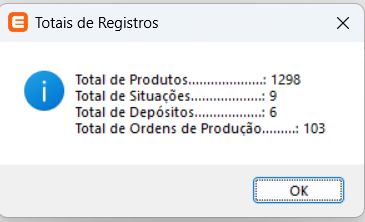 Totais de Registros
Total de Produtos....................: 1298
Total de Situações...................: 9
Total de Depósitos..................: 6
Total de Ordens de Produção.........: 103
OK